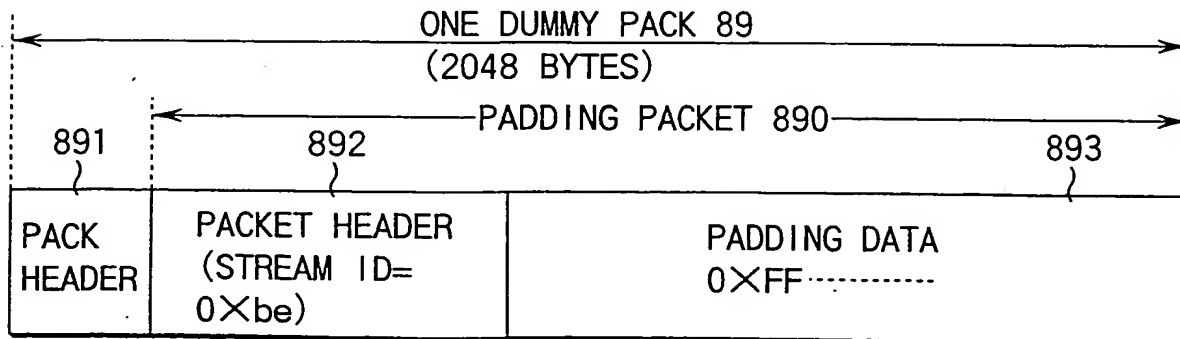 ONE DUMMY PACK 89
(2048 BYTES)
PADDING PACKET 890
891
892
893
PACK
HEADER
PACKET HEADER
(STREAM ID=
0×be)
PADDING DATA
0×FF----------